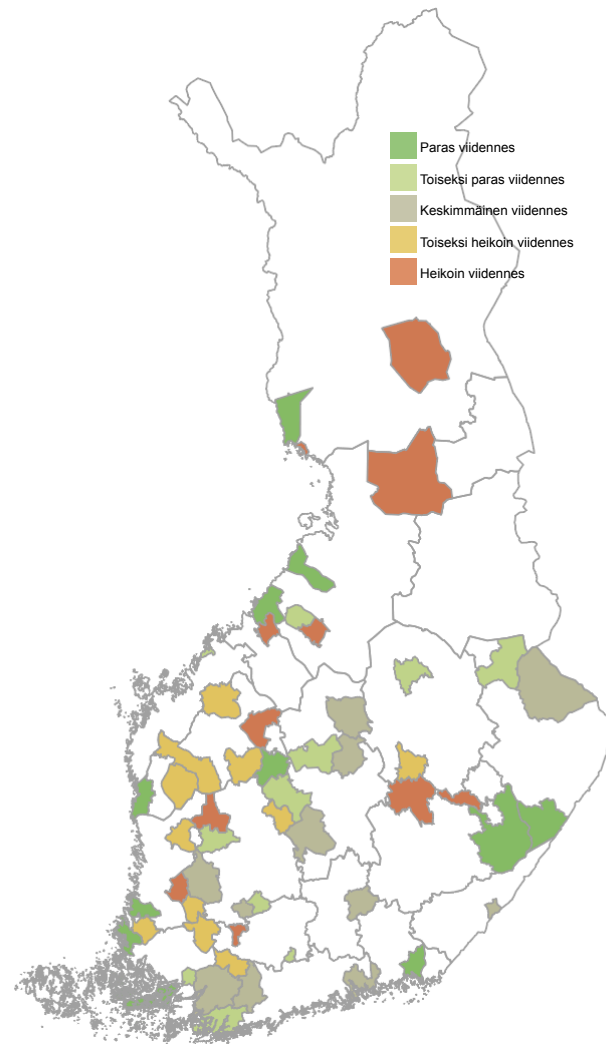 Paras viidennes
Toiseksi paras viidennes
Keskimmäinen viidennes
Toiseksi heikoin viidennes
Heikoin viidennes